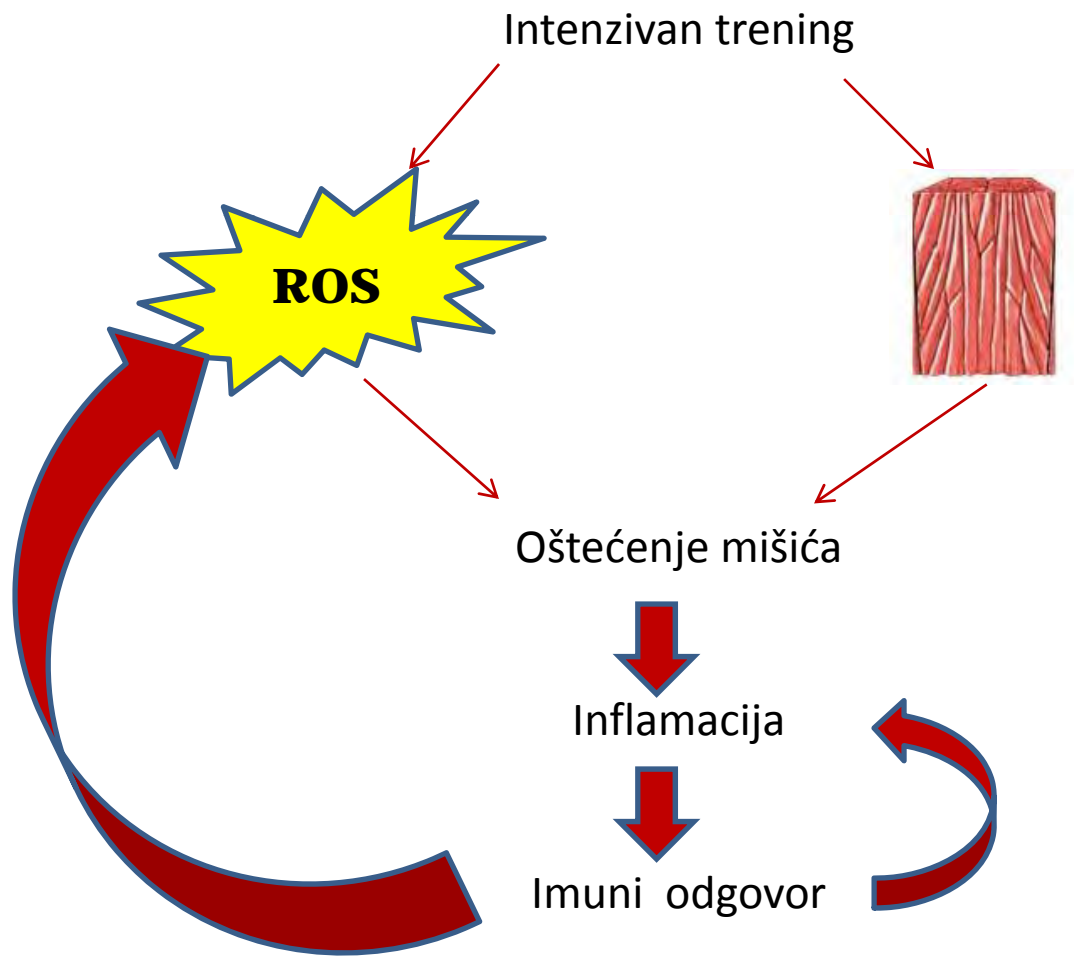 Intenzivan trening
ROS
Oštećenje mišića
Inflamacija
Imuni odgovor